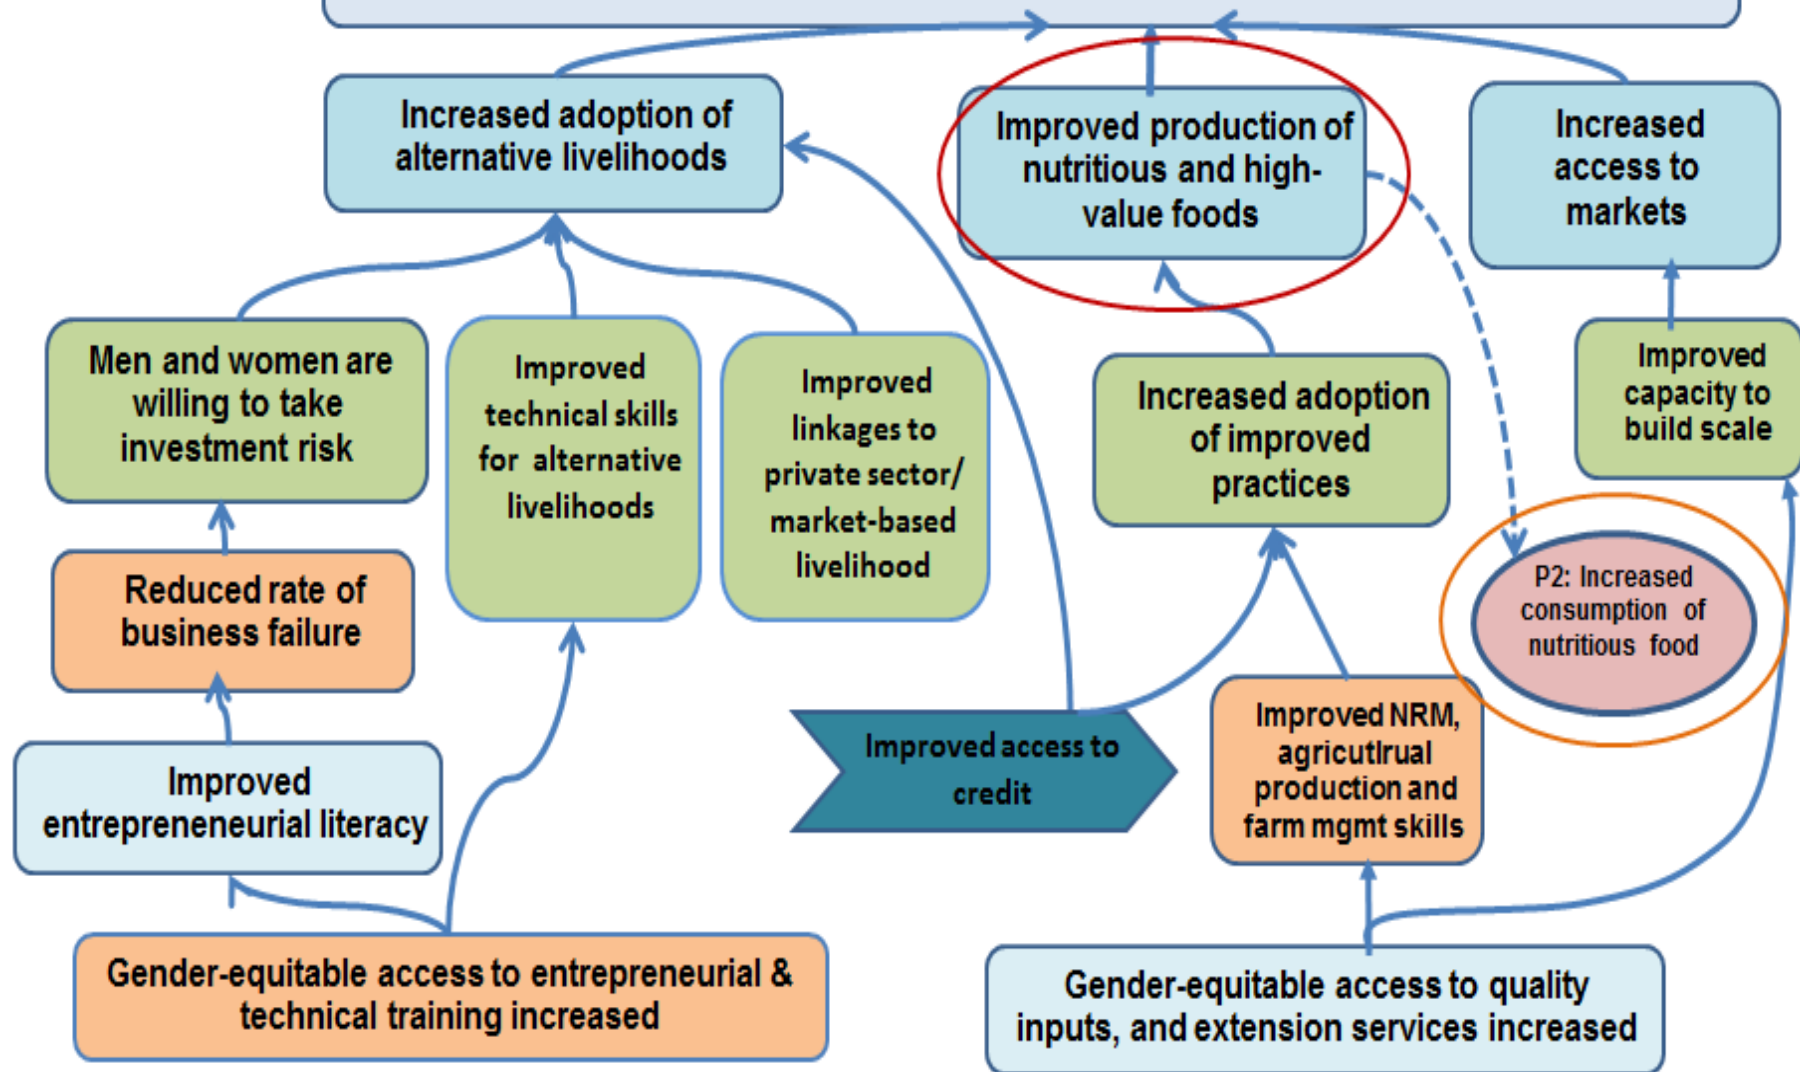 Increased adoption of
alternative livelihoods
Improved production of
nutritious and high-
value foods
Increased
access to
markets
Men and women are
willing to take
investment risk
Improved
technical skills
for alternative
livelihoods
Improved
linkages to
private sector/
market-based
livelihood
Increased adoption
of improved
practices
Improved
capacity to
build scale
Reduced rate of
business failure
P2: Increased
consumption of
nutritious food
Improved
entrepreneneurial literacy
Improved access to
credit
Improved NRM,
agricutlrual
production and
farm mgmt skills
Gender-equitable access to entrepreneurial &
technical training increased
Gender-equitable access to quality
inputs, and extension services increased